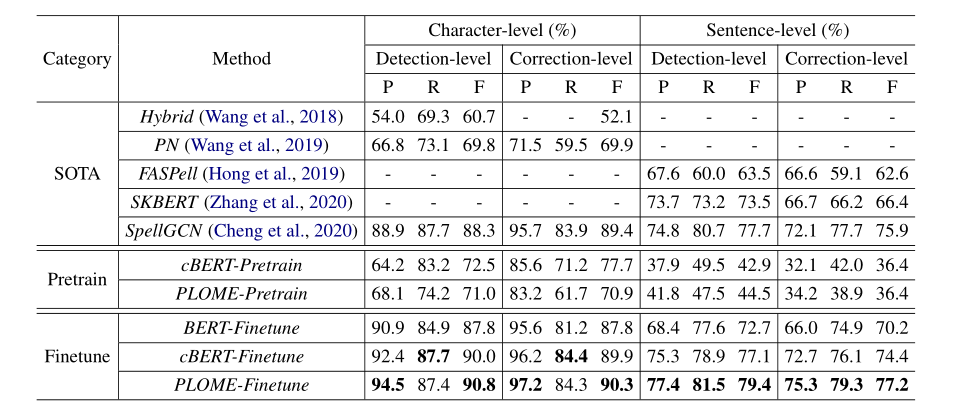 Category Method Character-level (%) Sentence-level (%)
Detection-level Correction-level Detection-level Correction-level
P R F P R F P R F P R F
SOTA
Hybrid (Wang et al., 2018) 54.0 69.3 60.7 - - 52.1 - - - - - -
PN (Wang et al., 2019) 66.8 73.1 69.8 71.5 59.5 69.9 - - - - - -
FASPell (Hong et al., 2019) - - - - - - 67.6 60.0 63.5 66.6 59.1 62.6
SKBERT (Zhang et al., 2020) - - - - - - 73.7 73.2 73.5 66.7 66.2 66.4
SpellGCN (Cheng et al., 2020) 88.9 87.7 88.3 95.7 83.9 89.4 74.8 80.7 77.7 72.1 77.7 75.9
Pretrain
cBERT-Pretrain 64.2 83.2 72.5 85.6 71.2 77.7 37.9 49.5 42.9 32.1 42.0 36.4
PLOME-Pretrain 68.1 74.2 71.0 83.2 61.7 70.9 41.8 47.5 44.5 34.2 38.9 36.4
Finetune
BERT-Finetune 90.9 84.9 87.8 95.6 81.2 87.8 68.4 77.6 72.7 66.0 74.9 70.2
cBERT-Finetune 92.4 87.7 90.0 96.2 84.4 89.9 75.3 78.9 77.1 72.7 76.1 74.4
PLOME-Finetune 94.5 87.4 90.8 97.2 84.3 90.3 77.4 81.5 79.4 75.3 79.3 77.2